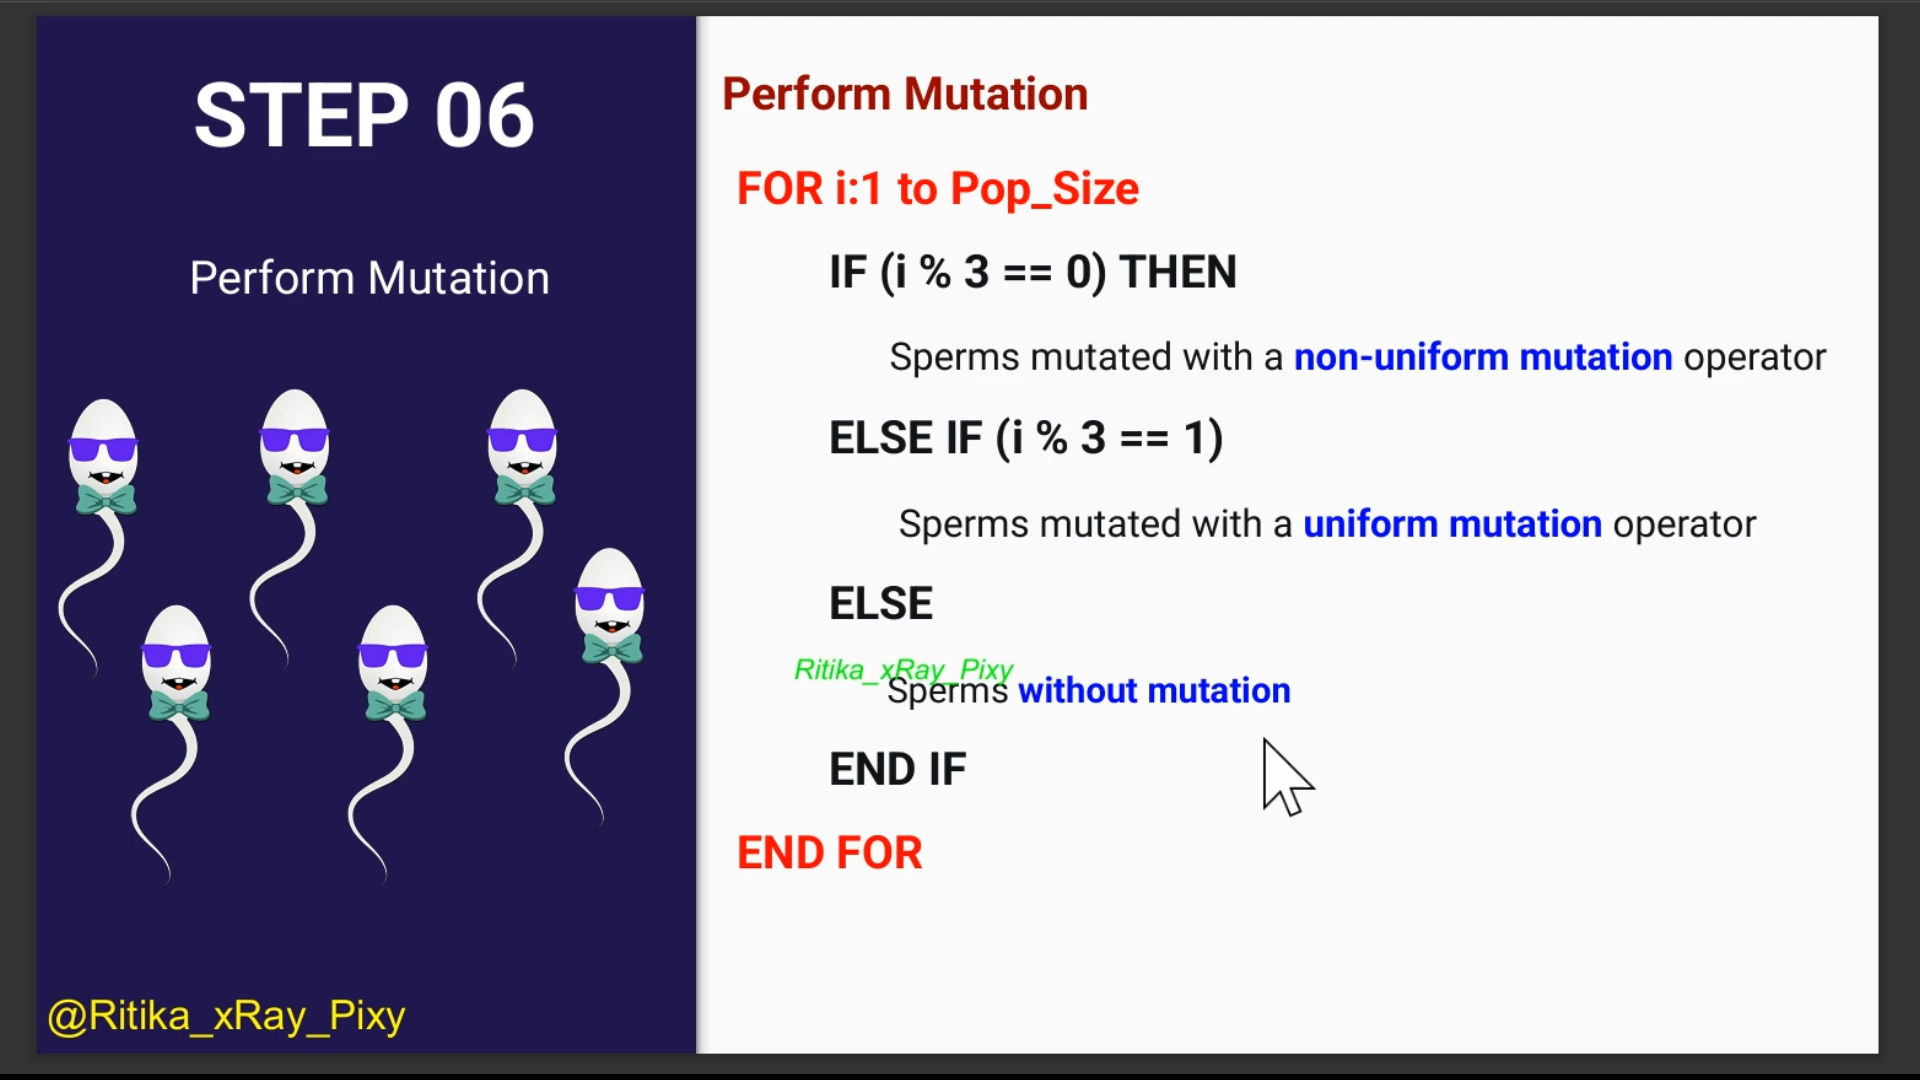 STEP 06
Perform Mutation
@Ritika_xRay_Pixy
Perform Mutation
FOR i:1 to Pop_Size
IF (i % 3 == 0) THEN
Sperms mutated with a non-uniform mutation operator
ELSE IF (i % 3 == 1)
Sperms mutated with a uniform mutation operator
ELSE
Ritika_xRay_Pixy
Sperms without mutation
END IF
END FOR